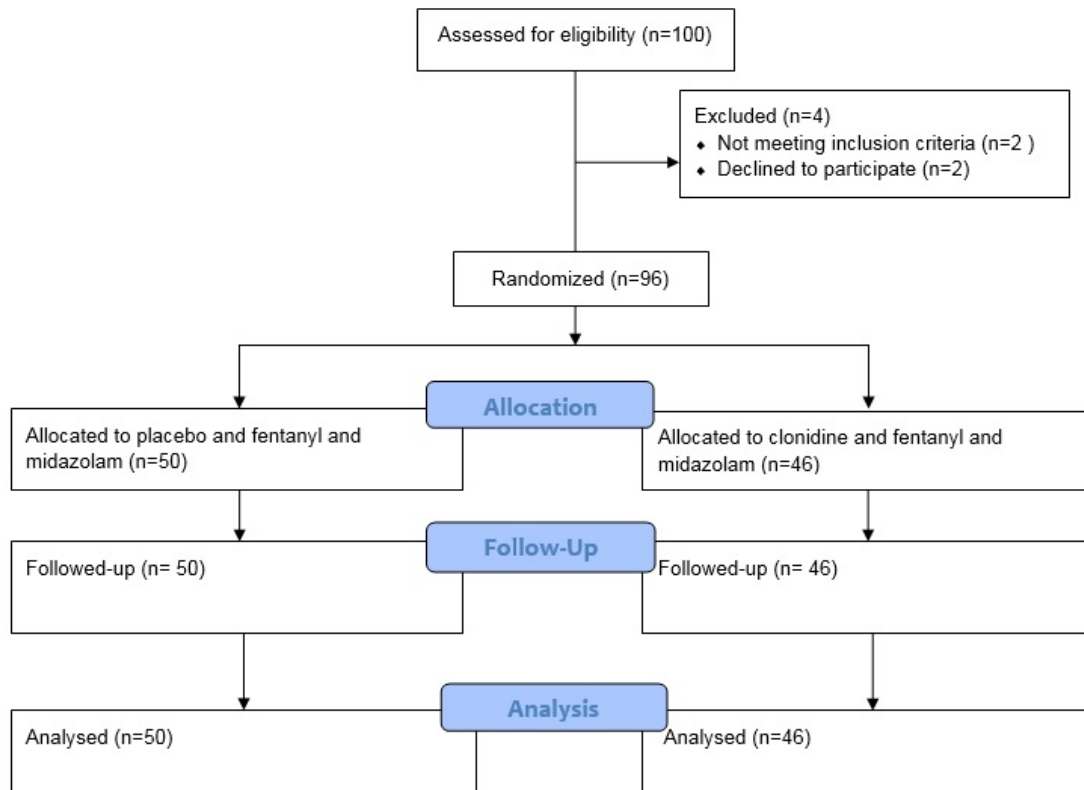 Assessed for eligibility (n=100)
Excluded (n=4)
⬧ Not meeting inclusion criteria (n=2 )
⬧ Declined to participate (n=2)
Randomized (n=96)
Allocation
Allocated to placebo and fentanyl and
midazolam (n=50)
Allocated to clonidine and fentanyl and
midazolam (n=46)
Follow-Up
Followed-up (n= 50)
Followed-up (n= 46)
Analysis
Analysed (n=50)
Analysed (n=46)